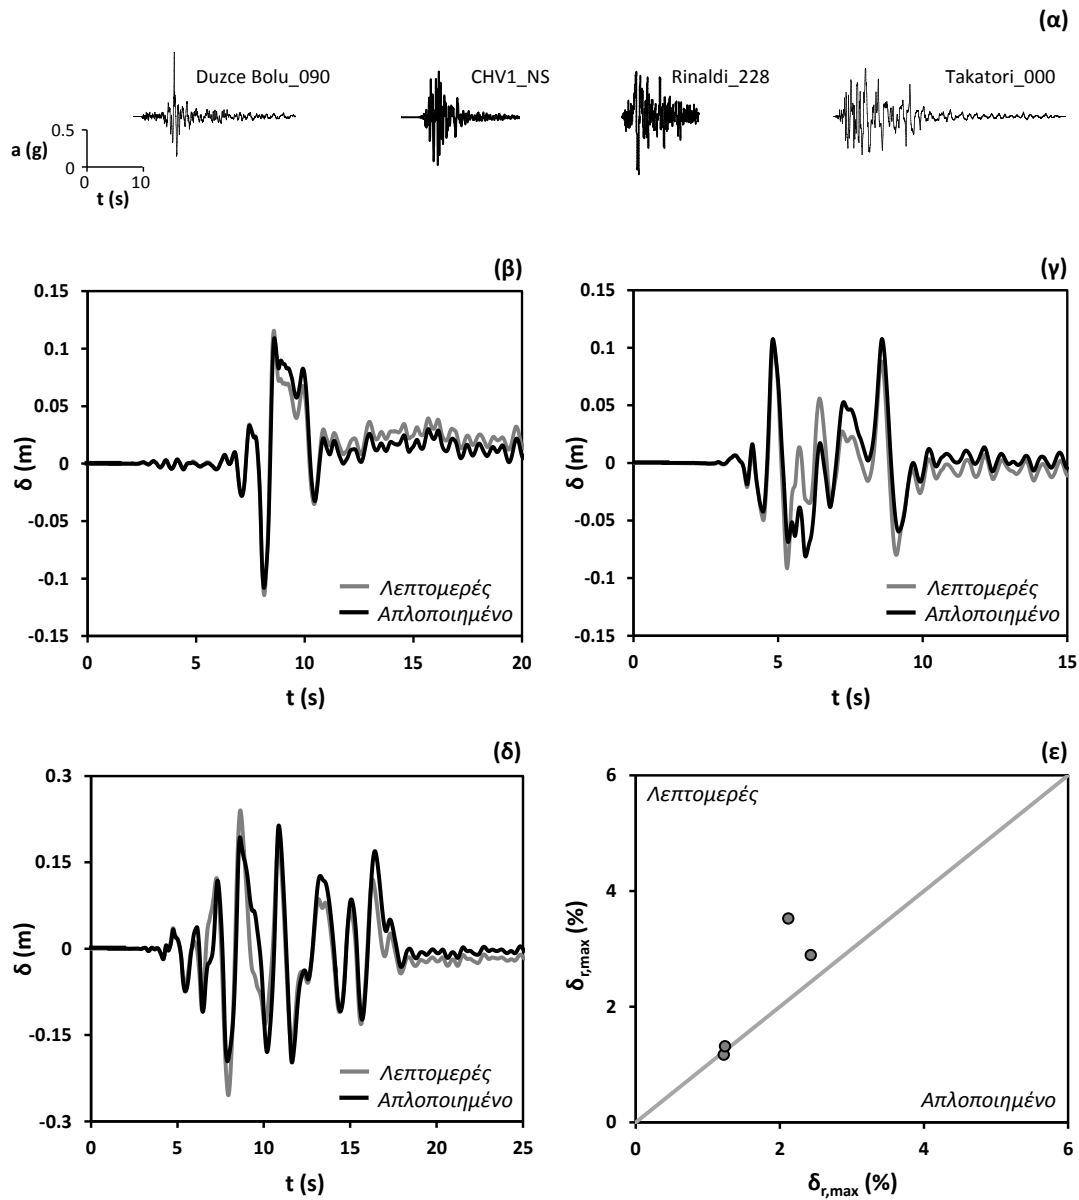 (α)
Duzce Bolu_090
CHV1_NS
Rinaldi_228
Takatori_000
0.5
a (g)
0
0
10
t (s)
(β)
0.15
0.1
0.05
0
-0.05
-0.1
-0.15
δ (m)
Λεπτομερές
Απλοποιημένο
0 5 10 15 20
t (s)
(γ)
0.15
0.1
0.05
0
-0.05
-0.1
-0.15
δ (m)
Λεπτομερές
Απλοποιημένο
0 5 10 15
t (s)
(δ)
0.3
0.15
0
-0.15
-0.3
δ (m)
Λεπτομερές
Απλοποιημένο
0 5 10 15 20 25
t (s)
(ε)
6
4
2
0
δr,max (%)
Λεπτομερές
Απλοποιημένο
0 2 4 6
δr,max (%)